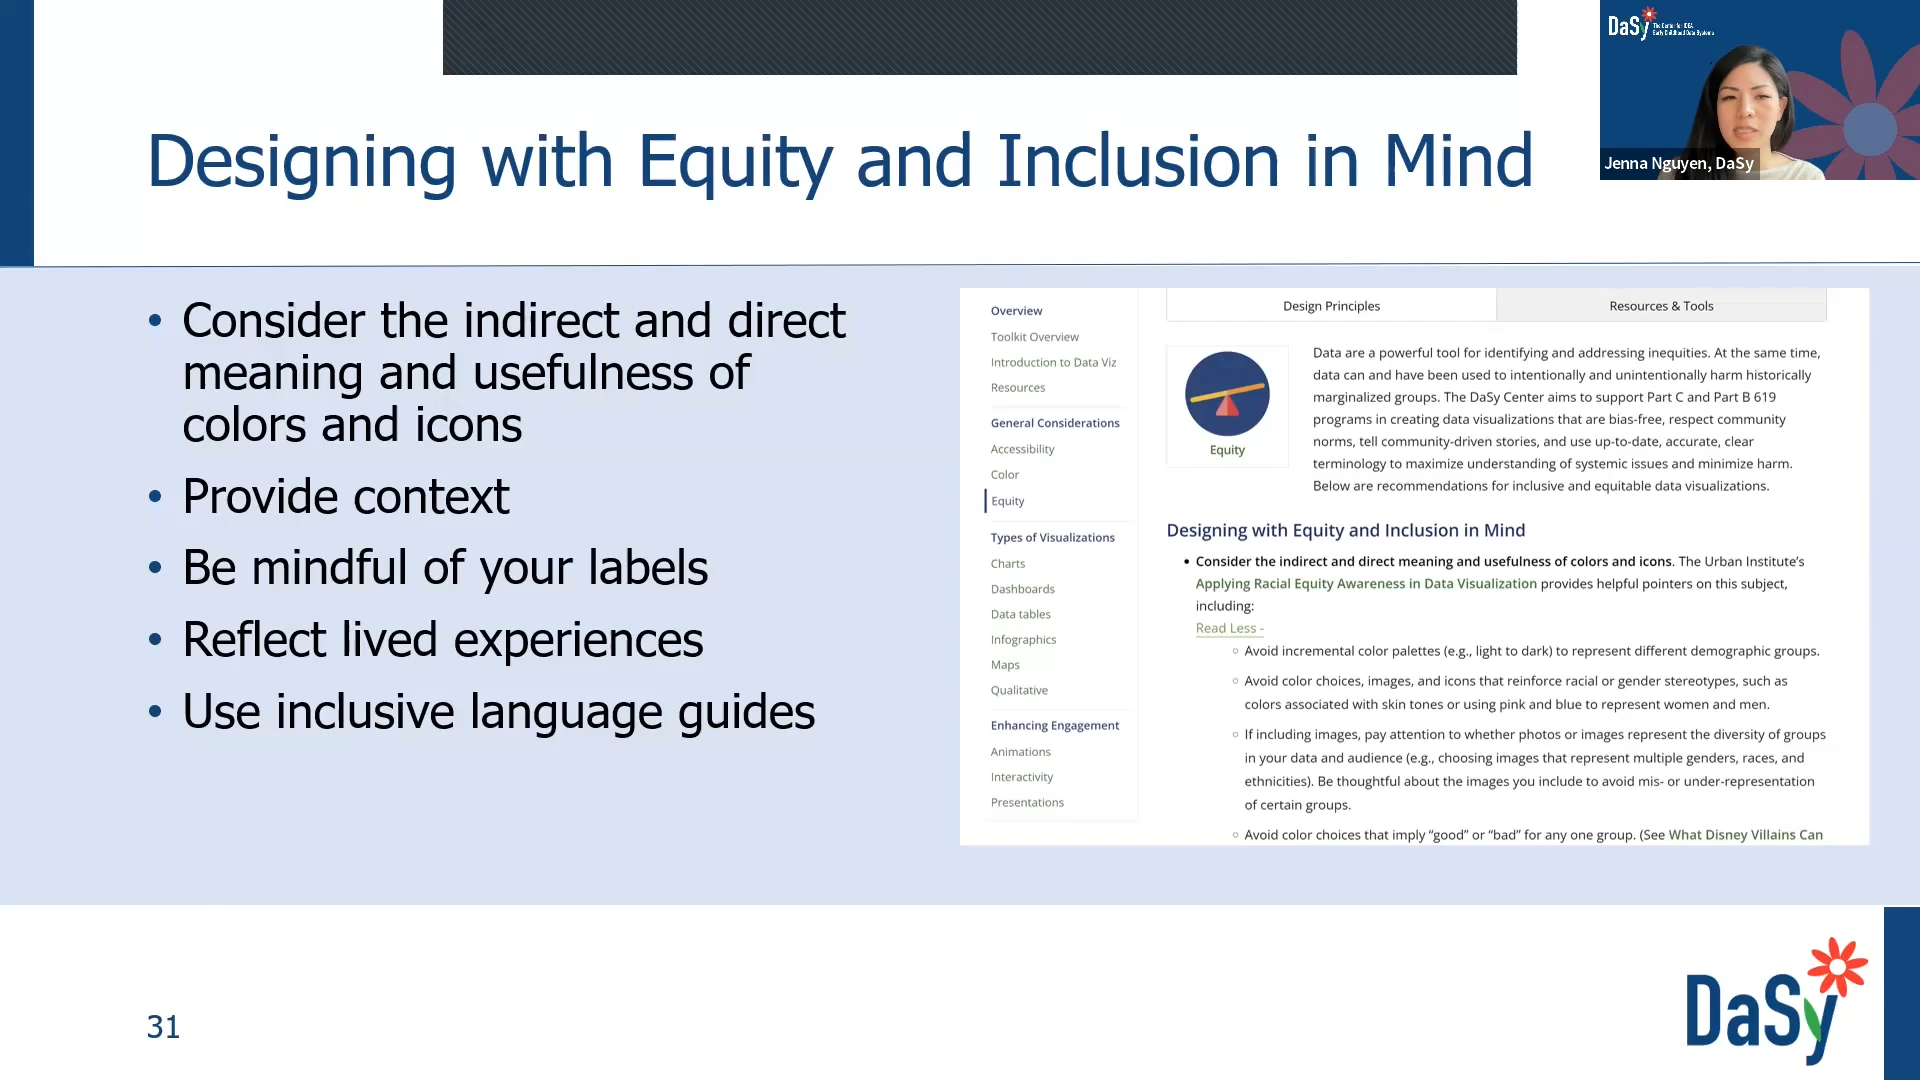 Designing with Equity and Inclusion in Mind
DaSy
The Center for IDEA
Early Childhood Data Systems
Jenna Nguyen, DaSy
• Consider the indirect and direct
meaning and usefulness of
colors and icons
• Provide context
• Be mindful of your labels
• Reflect lived experiences
• Use inclusive language guides
Overview
Toolkit Overview
Introduction to Data Viz
Resources
General Considerations
Accessibility
Color
Equity
Types of Visualizations
Charts
Dashboards
Data tables
Infographics
Maps
Qualitative
Enhancing Engagement
Animations
Interactivity
Presentations
Design Principles
Resources & Tools
Equity
Data are a powerful tool for identifying and addressing inequities. At the same time,
data can and have been used to intentionally and unintentionally harm historically
marginalized groups. The DaSy Center aims to support Part C and Part B 619
programs in creating data visualizations that are bias-free, respect community
norms, tell community-driven stories, and use up-to-date, accurate, clear
terminology to maximize understanding of systemic issues and minimize harm.
Below are recommendations for inclusive and equitable data visualizations.
Designing with Equity and Inclusion in Mind
• Consider the indirect and direct meaning and usefulness of colors and icons. The Urban Institute’s
Applying Racial Equity Awareness in Data Visualization provides helpful pointers on this subject,
including:
Read Less -
○ Avoid incremental color palettes (e.g., light to dark) to represent different demographic groups.
○ Avoid color choices, images, and icons that reinforce racial or gender stereotypes, such as
colors associated with skin tones or using pink and blue to represent women and men.
○ If including images, pay attention to whether photos or images represent the diversity of groups
in your data and audience (e.g., choosing images that represent multiple genders, races, and
ethnicities). Be thoughtful about the images you include to avoid mis- or under-representation
of certain groups.
○ Avoid color choices that imply “good” or “bad” for any one group. (See What Disney Villains Can
31
DaSy